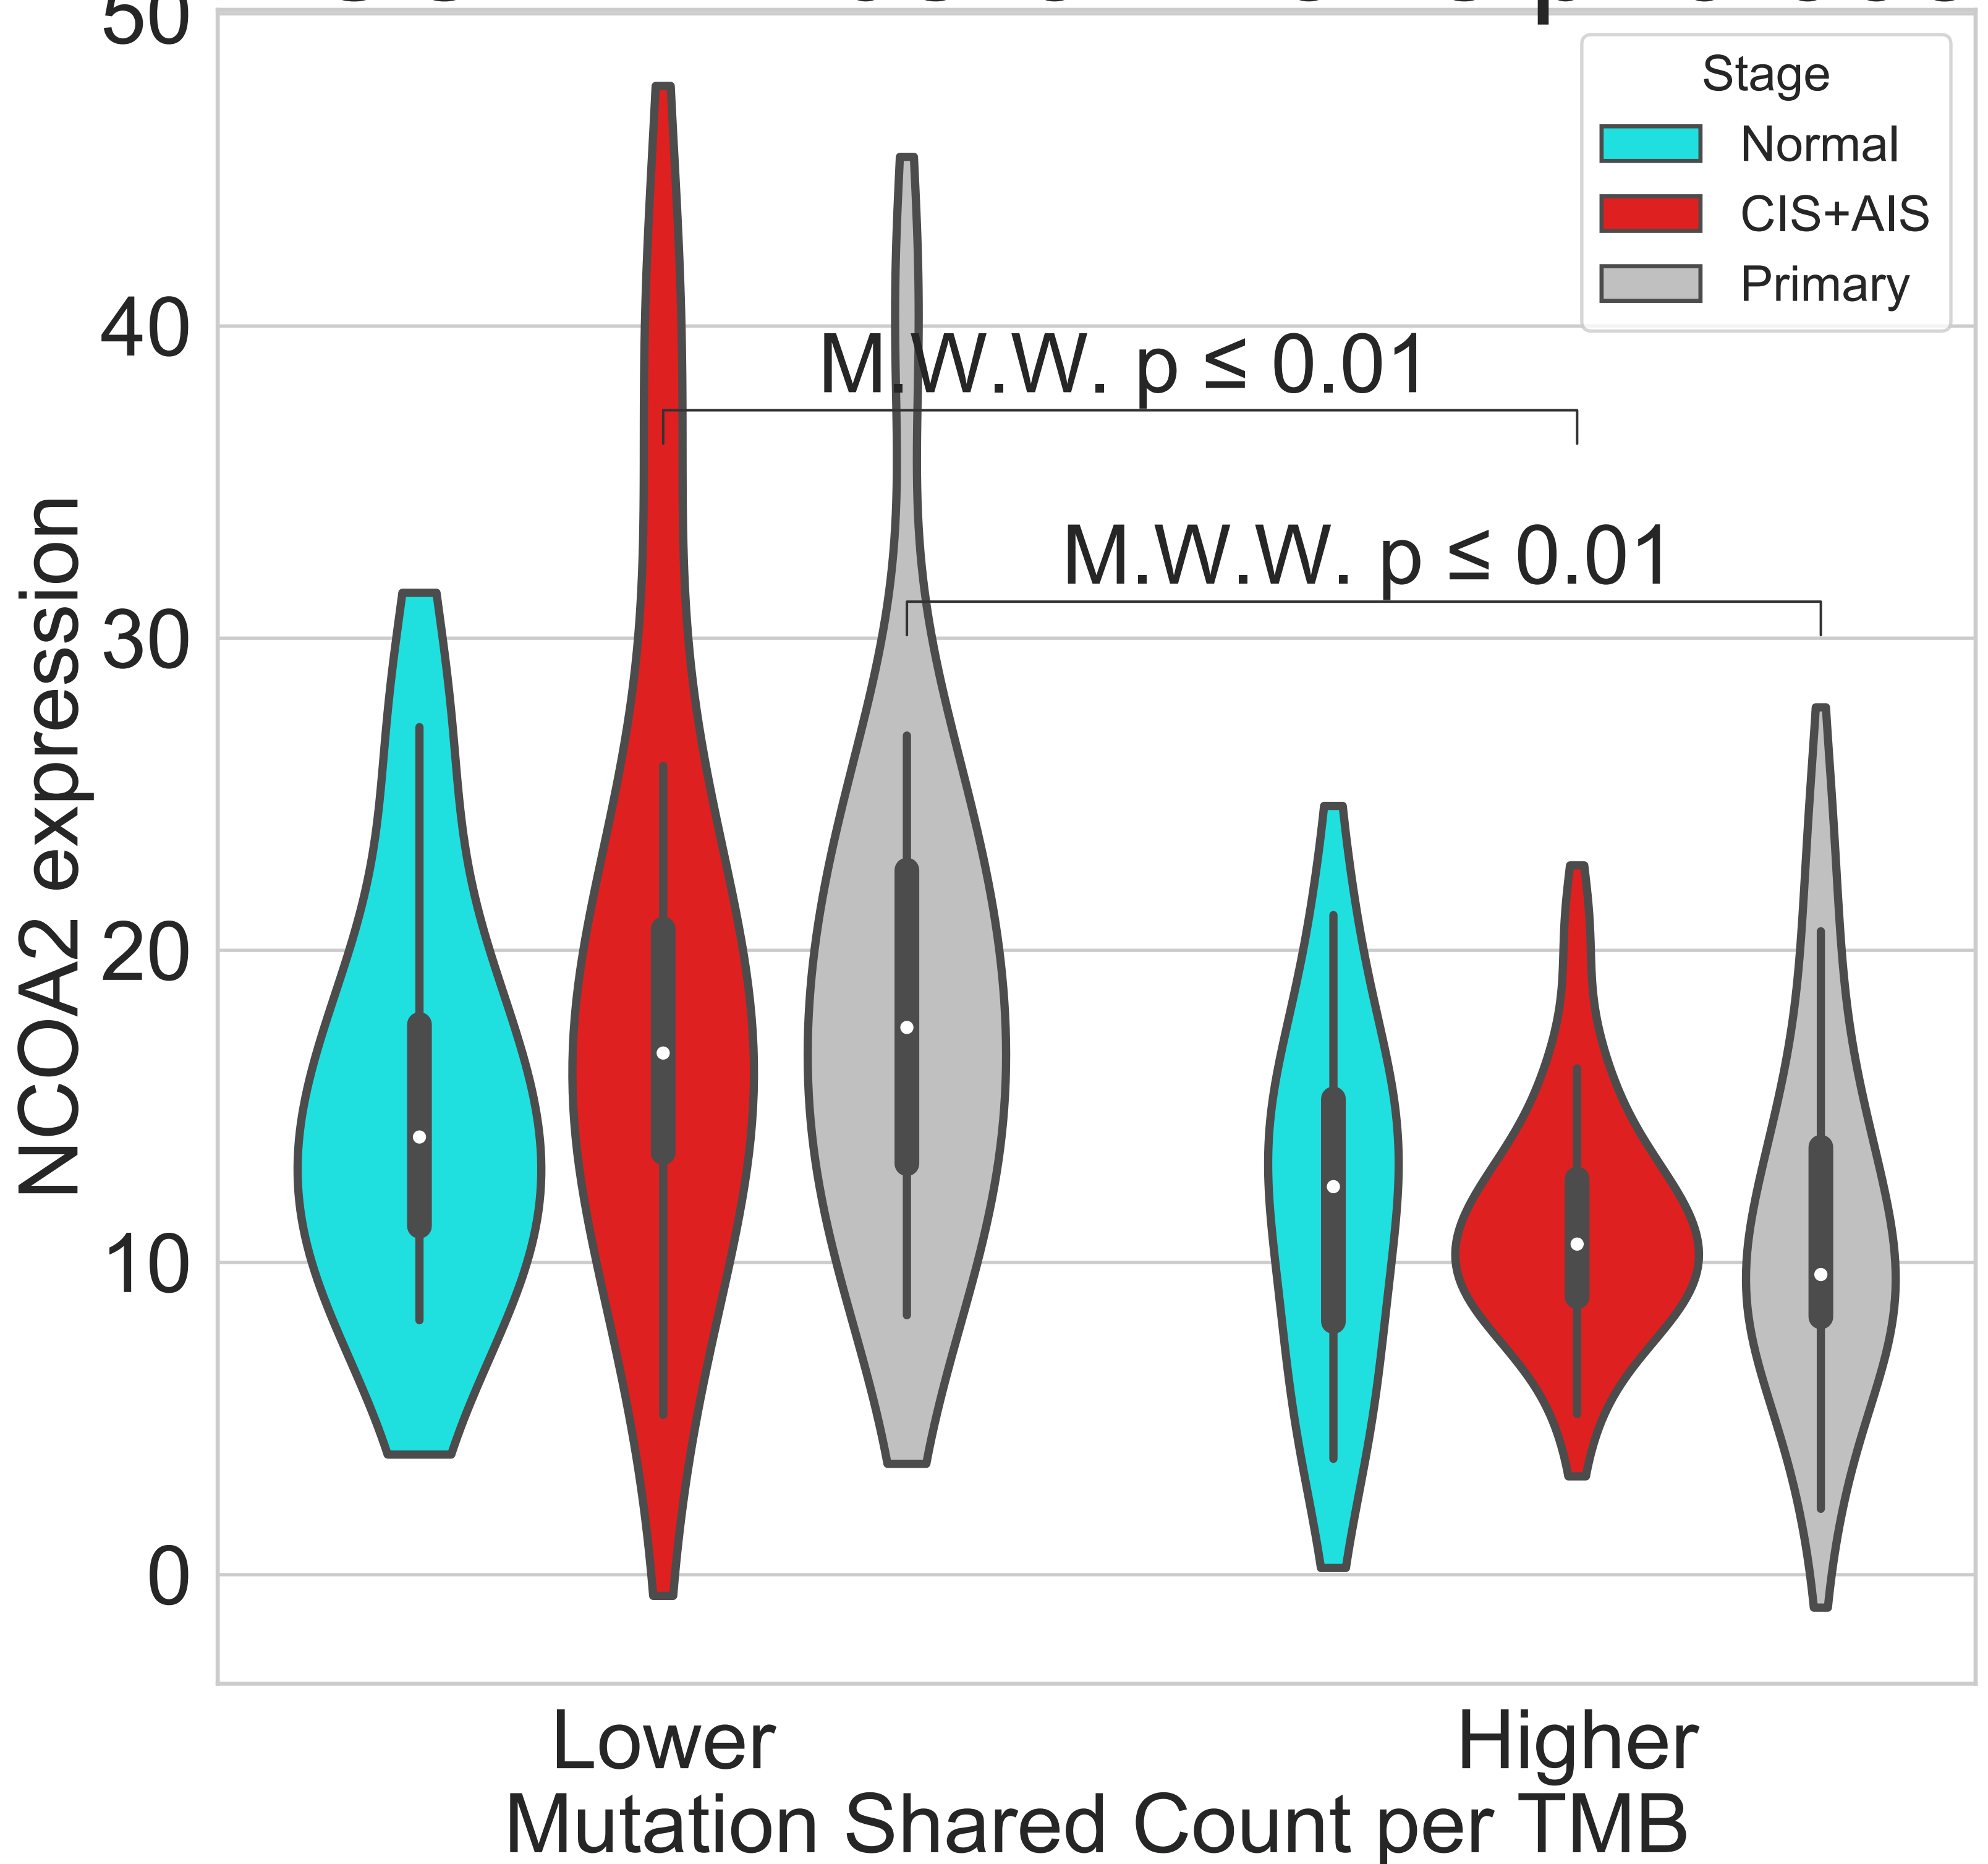 50
40
30
20
10
0
NCOA2 expression
Stage
Normal
CIS+AIS
Primary
M.W.W. p ≤ 0.01
M.W.W. p ≤ 0.01
Lower
Higher
Mutation Shared Count per TMB